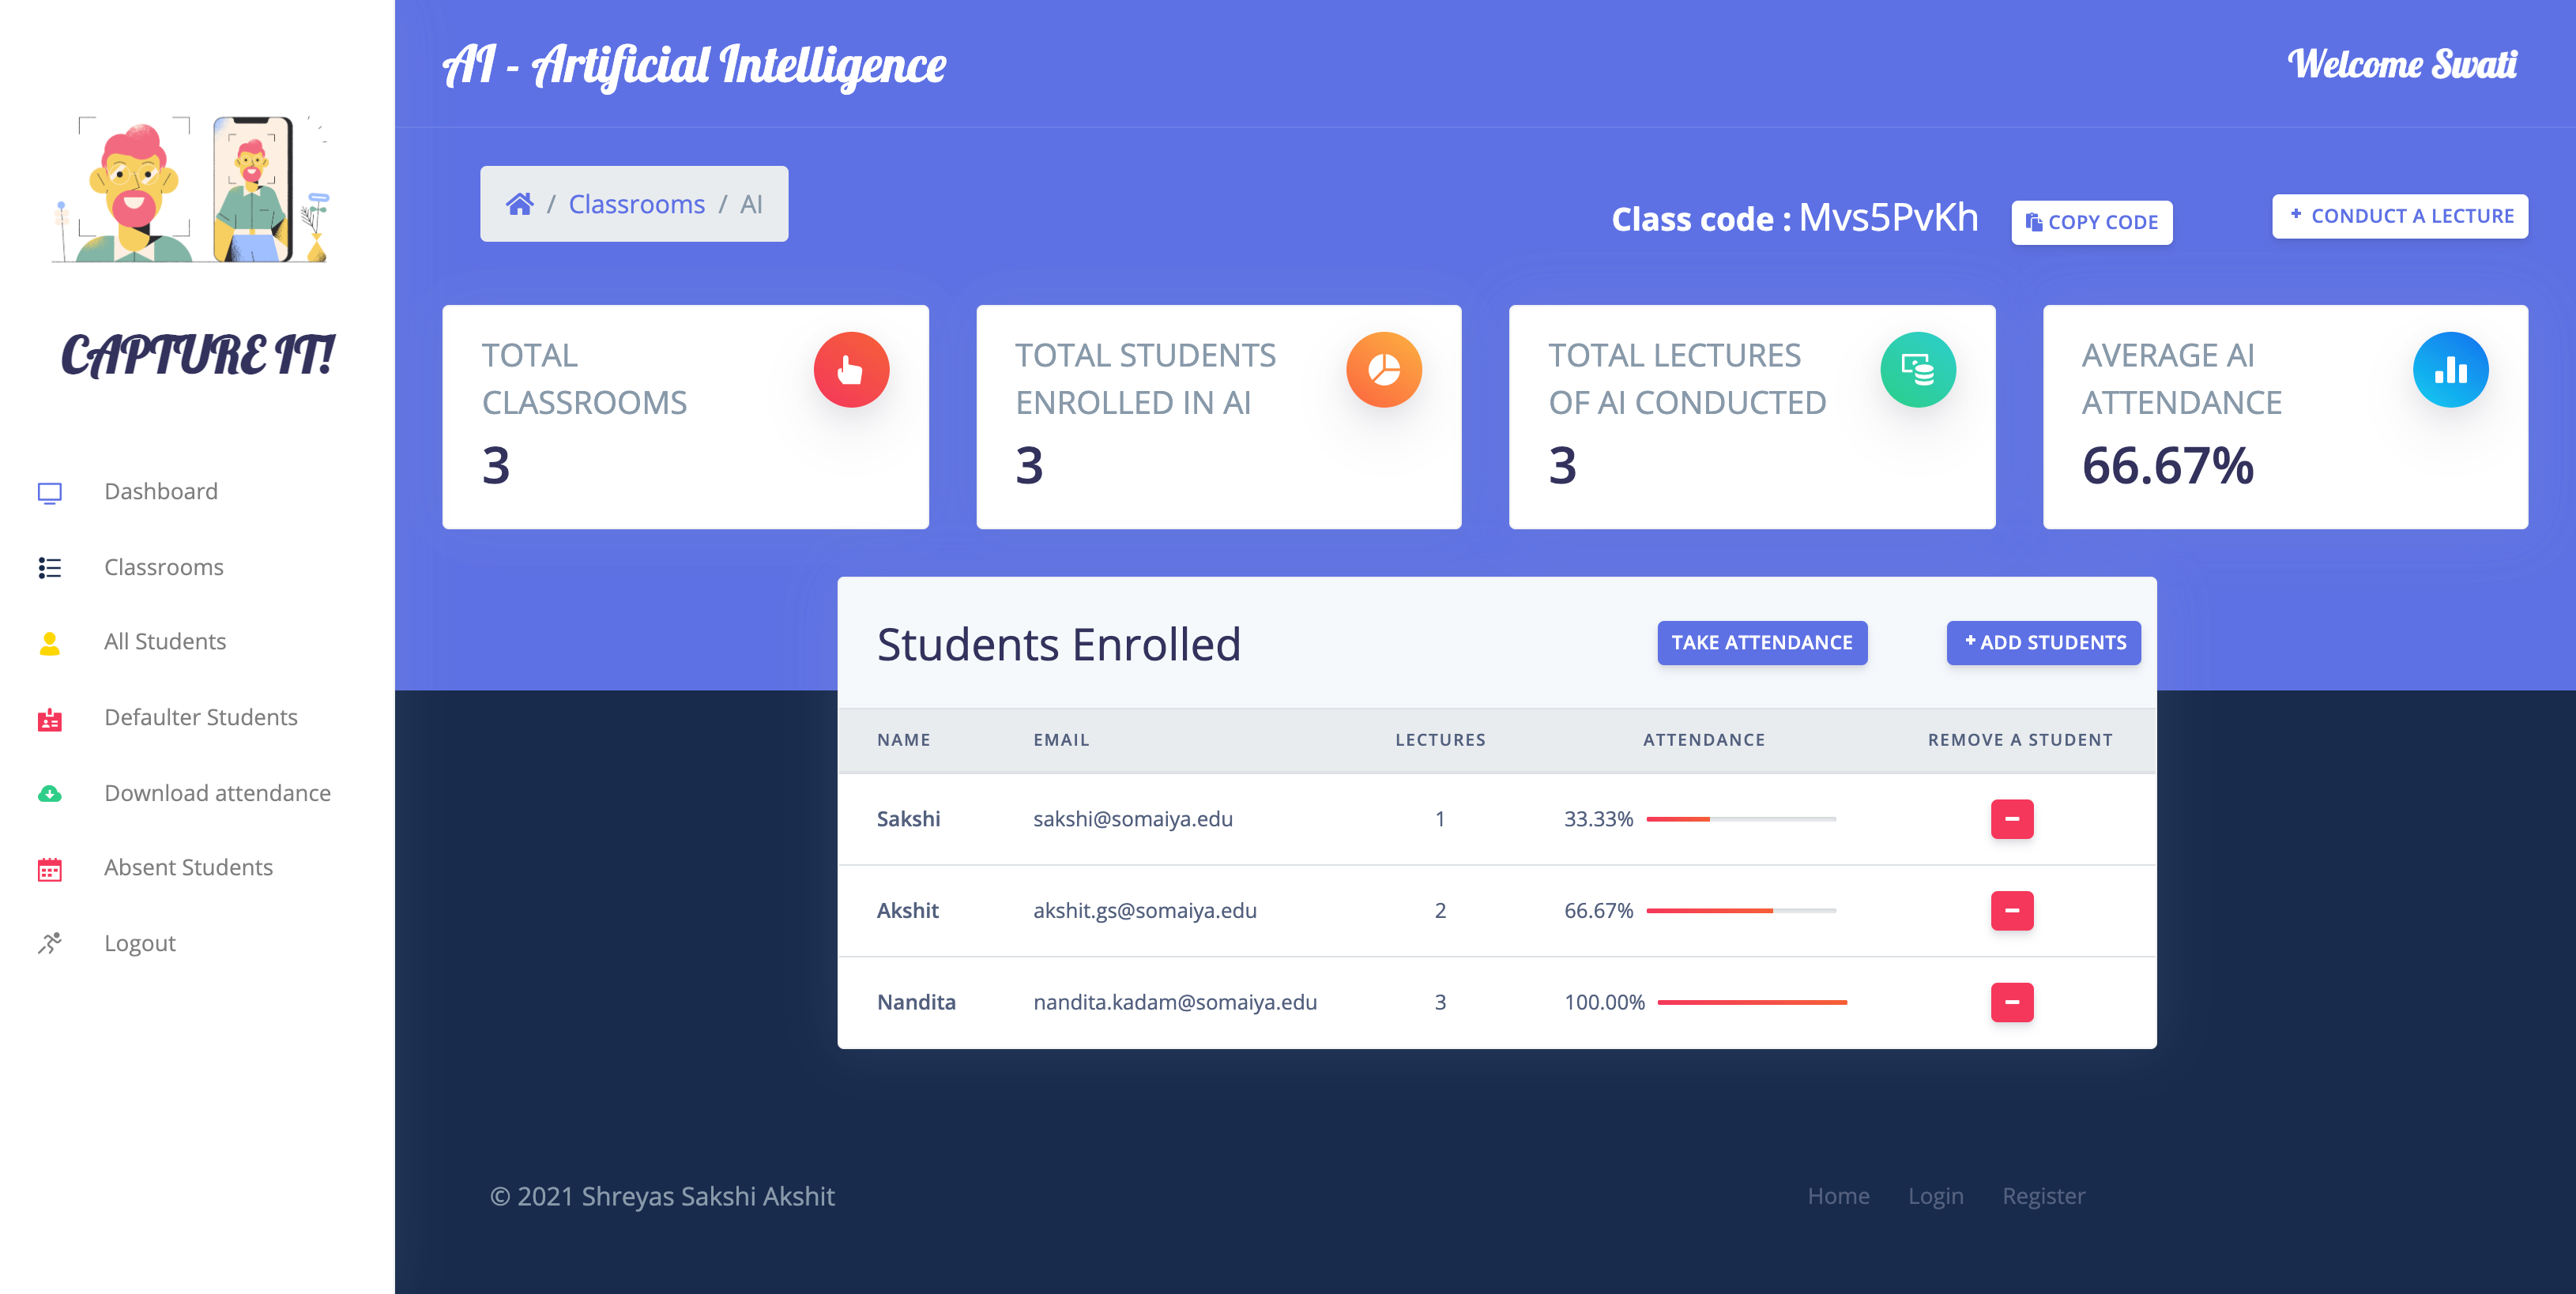 AI - Artificial Intelligence
Welcome Swati
CAPTURE IT!
Dashboard
Classrooms
All Students
Defaulter Students
Download attendance
Absent Students
Logout
/ Classrooms / AI
Class code : Mvs5PvKh
COPY CODE
+ CONDUCT A LECTURE
TOTAL
CLASSROOMS
3
TOTAL STUDENTS
ENROLLED IN AI
3
TOTAL LECTURES
OF AI CONDUCTED
3
AVERAGE AI
ATTENDANCE
66.67%
Students Enrolled
TAKE ATTENDANCE
+ ADD STUDENTS
NAME EMAIL LECTURES ATTENDANCE REMOVE A STUDENT
Sakshi sakshi@somaiya.edu 1 33.33%
Akshit akshit.gs@somaiya.edu 2 66.67%
Nandita nandita.kadam@somaiya.edu 3 100.00%
© 2021 Shreyas Sakshi Akshit
Home Login Register